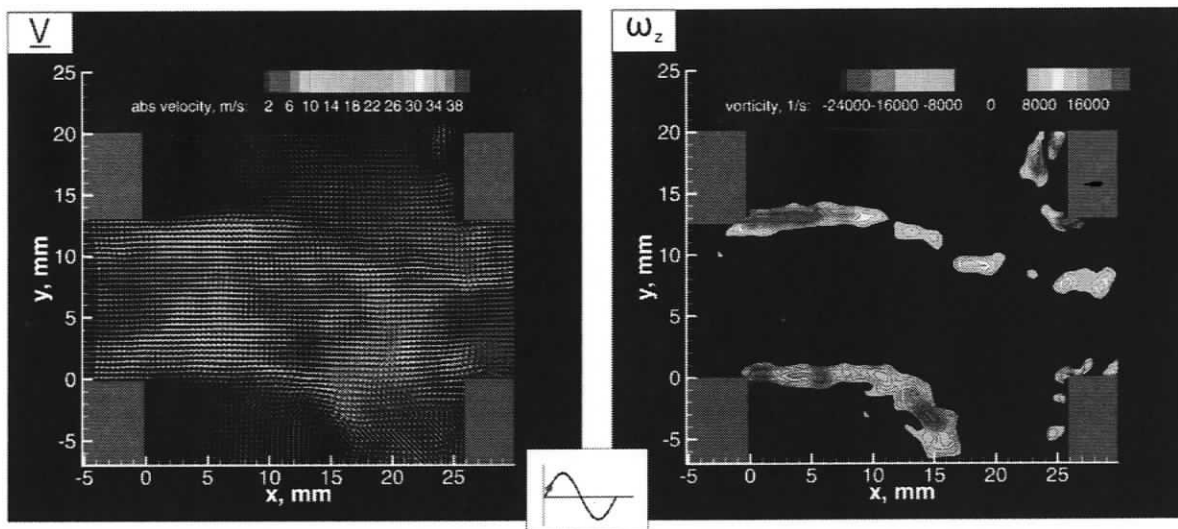 V
25
20
15
10
5
0
-5
y, mm
abs velocity, m/s: 2 6 10 14 18 22 26 30 34 38
-5 0 5 10 15 20 25
x, mm
ωz
25
20
15
10
5
0
-5
y, mm
vorticity, 1/s: -24000 -16000 -8000 0 8000 16000
-5 0 5 10 15 20 25
x, mm